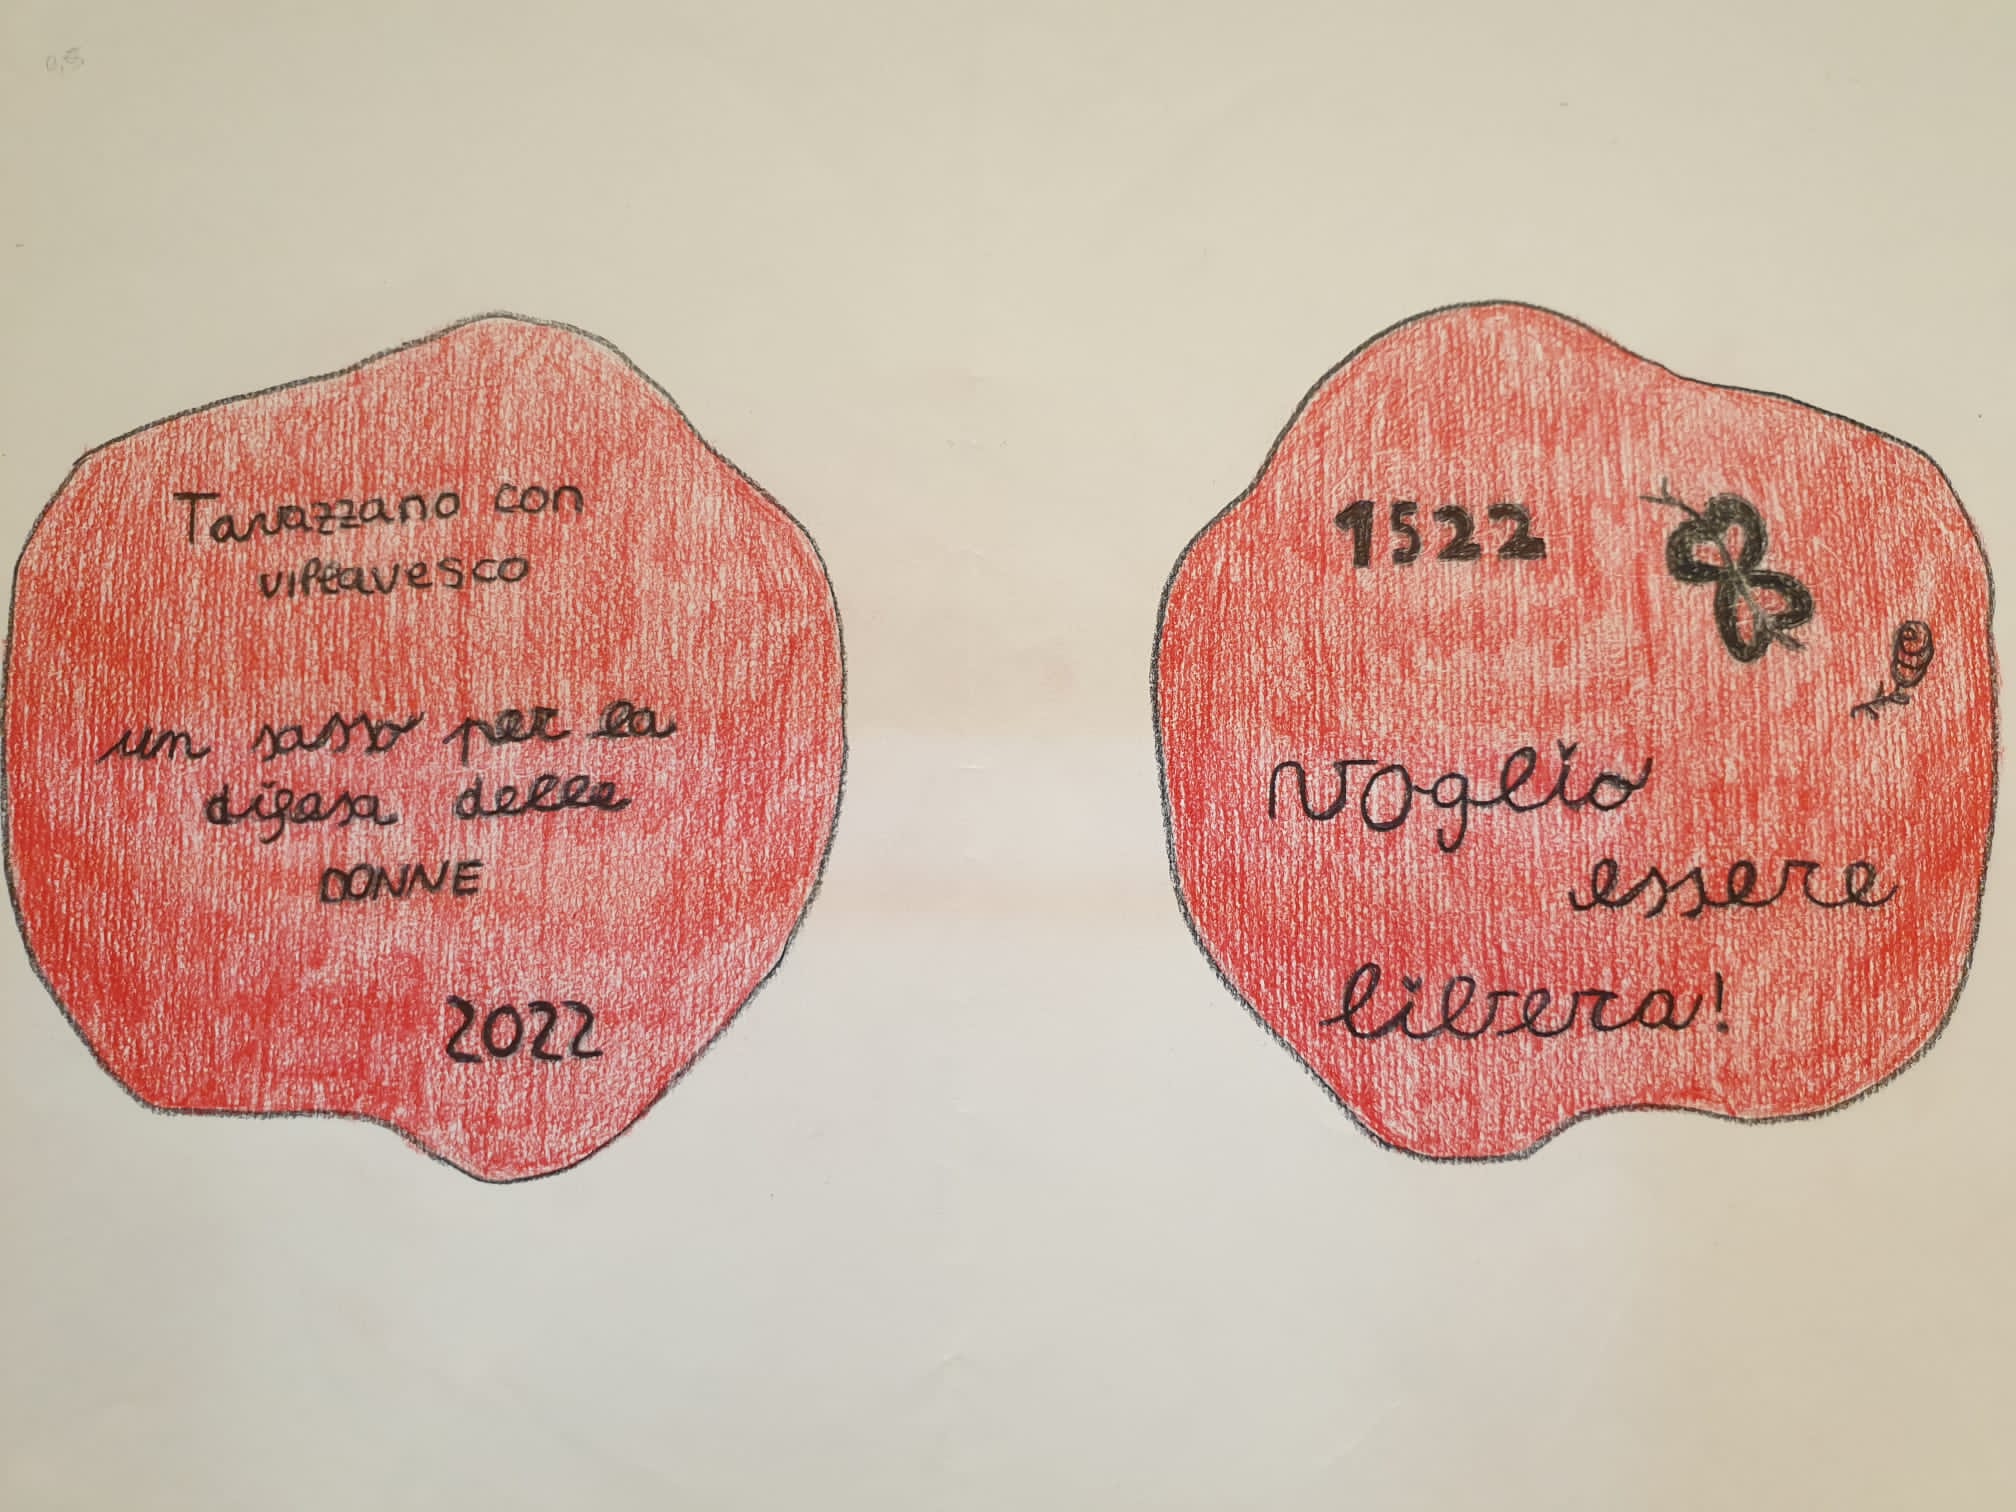 Tavazzano con
villavesco
un sasso per la
difesa delle
DONNE
2022
1522
Voglio
essere
libera!